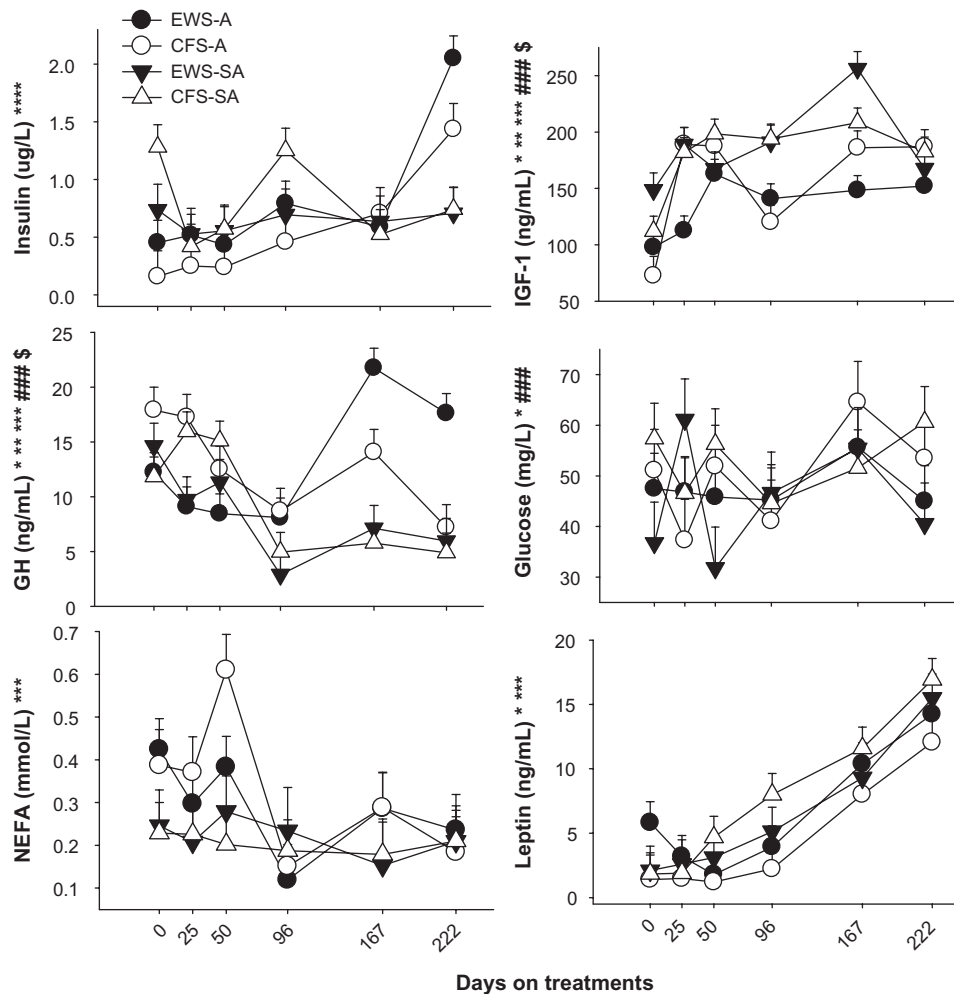 EWS-A
CFS-A
EWS-SA
CFS-SA
Insulin (ug/L) ****
2.0
1.5
1.0
0.5
0.0
IGF-1 (ng/mL) * ** *** ### $
250
200
150
100
50
GH (ng/mL) * ** *** ### $
25
20
15
10
5
0
Glucose (mg/L) * ###
70
60
50
40
30
NEFA (mmol/L) ***
0.7
0.6
0.5
0.4
0.3
0.2
0.1
0 25 50 96 167 222
Leptin (ng/mL) * ***
20
15
10
5
0
0 25 50 96 167 222
Days on treatments